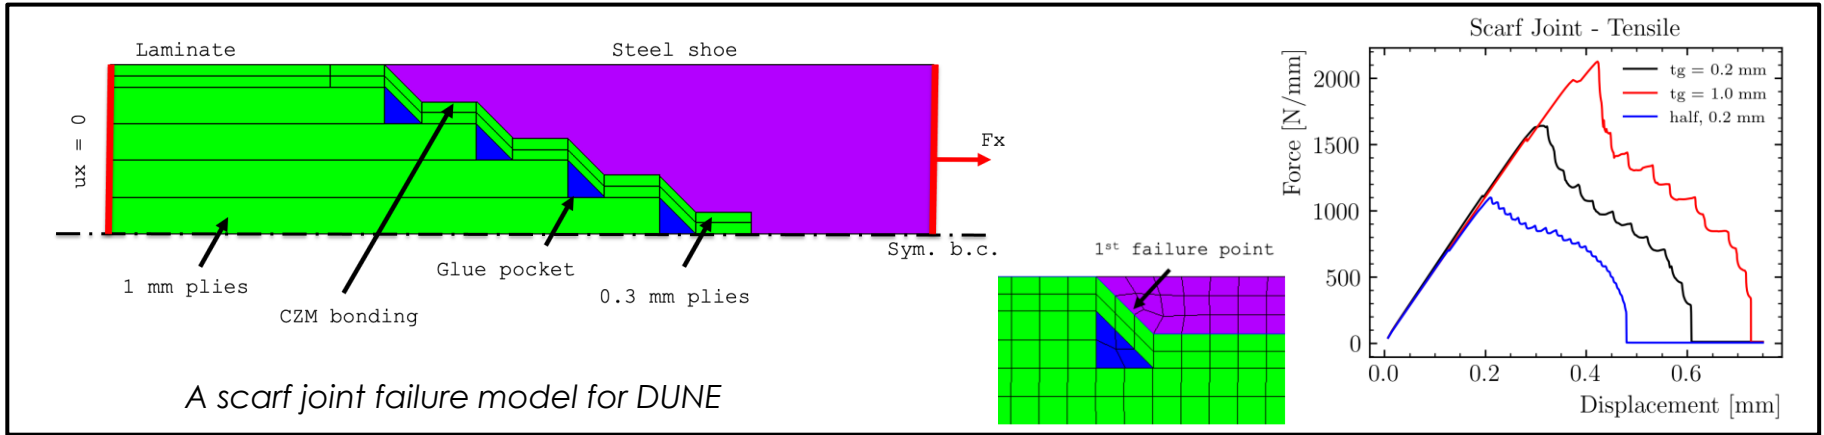 Laminate
Steel shoe
ux = 0
Fx
Sym. b.c.
1 mm plies
CZM bonding
Glue pocket
0.3 mm plies
1st failure point
A scarf joint failure model for DUNE
Scarf Joint - Tensile
tg = 0.2 mm
tg = 1.0 mm
half, 0.2 mm
Force [N/mm]
2000
1500
1000
500
0
0.0 0.2 0.4 0.6
Displacement [mm]